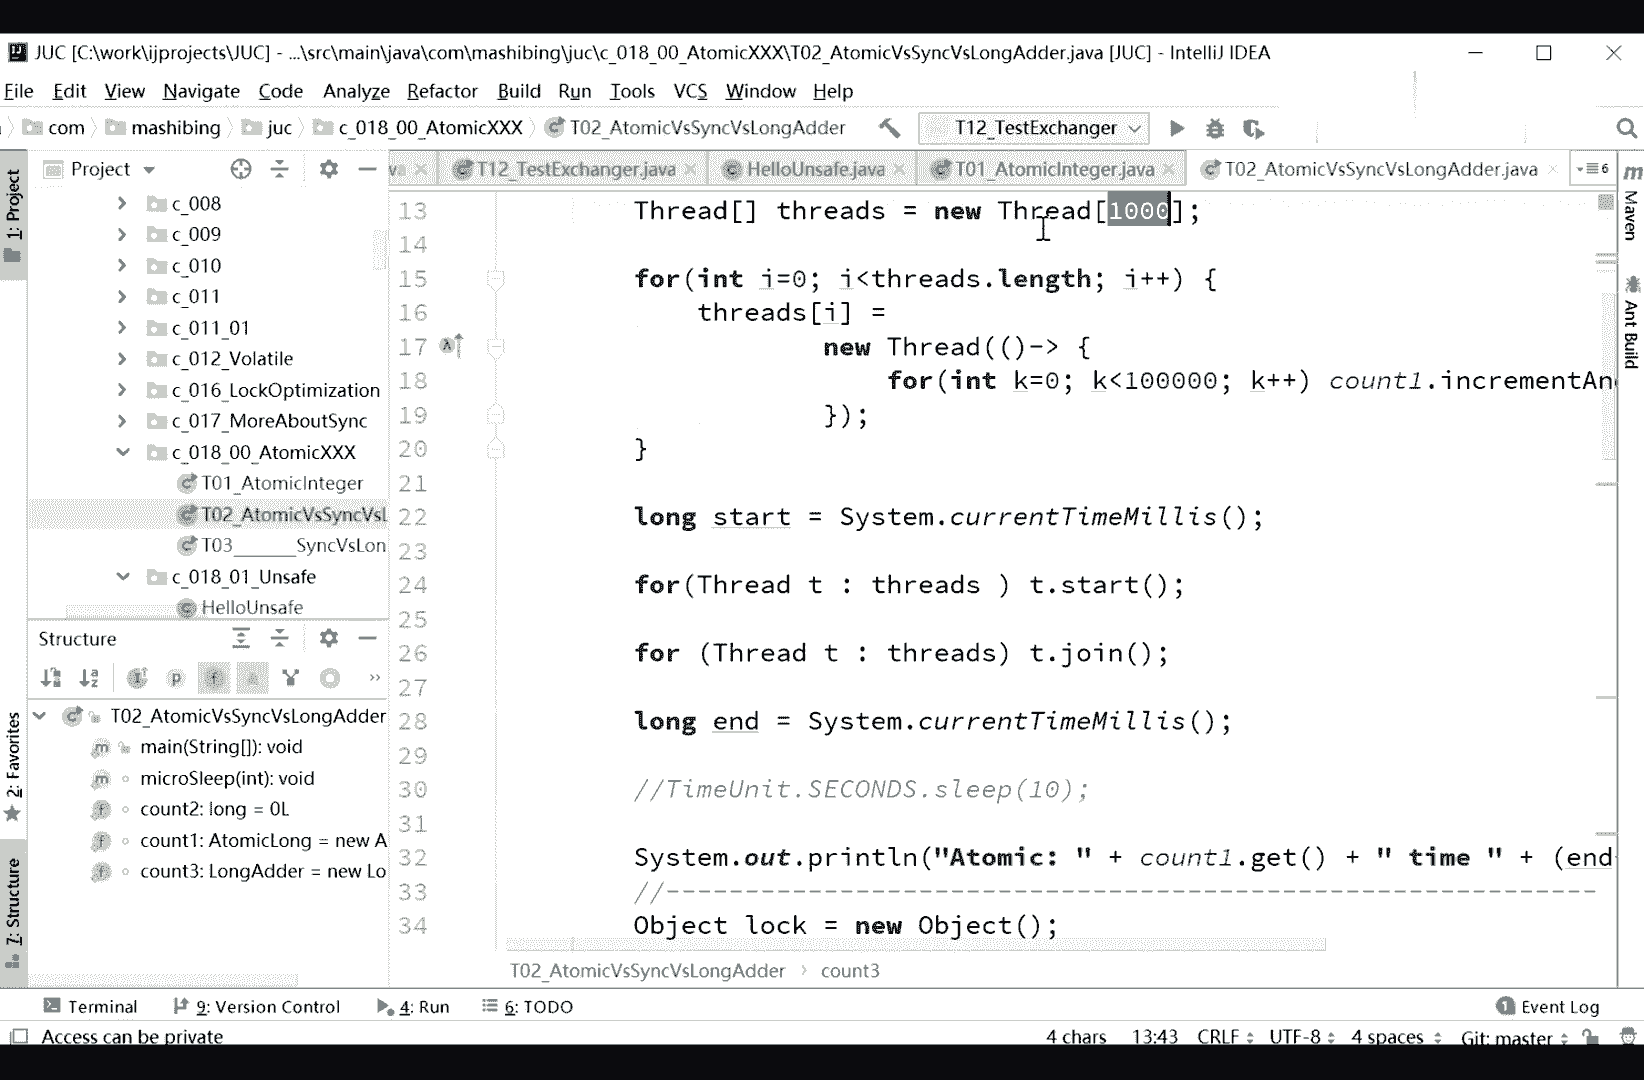 JUC [C:\work\ijprojects\JUC] - ...\src\main\java\com\mashibing\juc\c_018_00_AtomicXXX\T02_AtomicVsSyncVsLongAdder.java [JUC] - IntelliJ IDEA
File Edit View Navigate Code Analyze Refactor Build Run Tools VCS Window Help
com mashibing juc c_018_00_AtomicXXX T02_AtomicVsSyncVsLongAdder T12_TestExchanger
1: Project
Project
va T12_TestExchanger.java HelloUnsafe.java T01_AtomicInteger.java T02_AtomicVsSyncVsLongAdder.java 6
c_008
c_009
c_010
c_011
c_011_01
c_012_Volatile
c_016_LockOptimization
c_017_MoreAboutSync
c_018_00_AtomicXXX
T01_AtomicInteger
T02_AtomicVsSyncVsL
T03______SyncVsLon
c_018_01_Unsafe
HelloUnsafe
Structure
T02_AtomicVsSyncVsLongAdder
main(String[]): void
microSleep(int): void
count2: long = 0L
count1: AtomicLong = new A
count3: LongAdder = new Lo
2: Favorites
7: Structure
13 Thread[] threads = new Thread[1000];
14
15 for(int i=0; i<threads.length; i++) {
16 threads[i] =
17 new Thread(()-> {
18 for(int k=0; k<100000; k++) count1.incrementAn
19 });
20 }
21
22 long start = System.currentTimeMillis();
23
24 for(Thread t : threads ) t.start();
25
26 for (Thread t : threads) t.join();
27
28 long end = System.currentTimeMillis();
29
30 //TimeUnit.SECONDS.sleep(10);
31
32 System.out.println("Atomic: " + count1.get() + " time " + (end
33 //-----------------------------------------------------------
34 Object lock = new Object();
T02_AtomicVsSyncVsLongAdder count3
Maven
Ant Build
Terminal 9: Version Control 4: Run 6: TODO 1 Event Log
Access can be private 4 chars 13:43 CRLF UTF-8 4 spaces Git: master